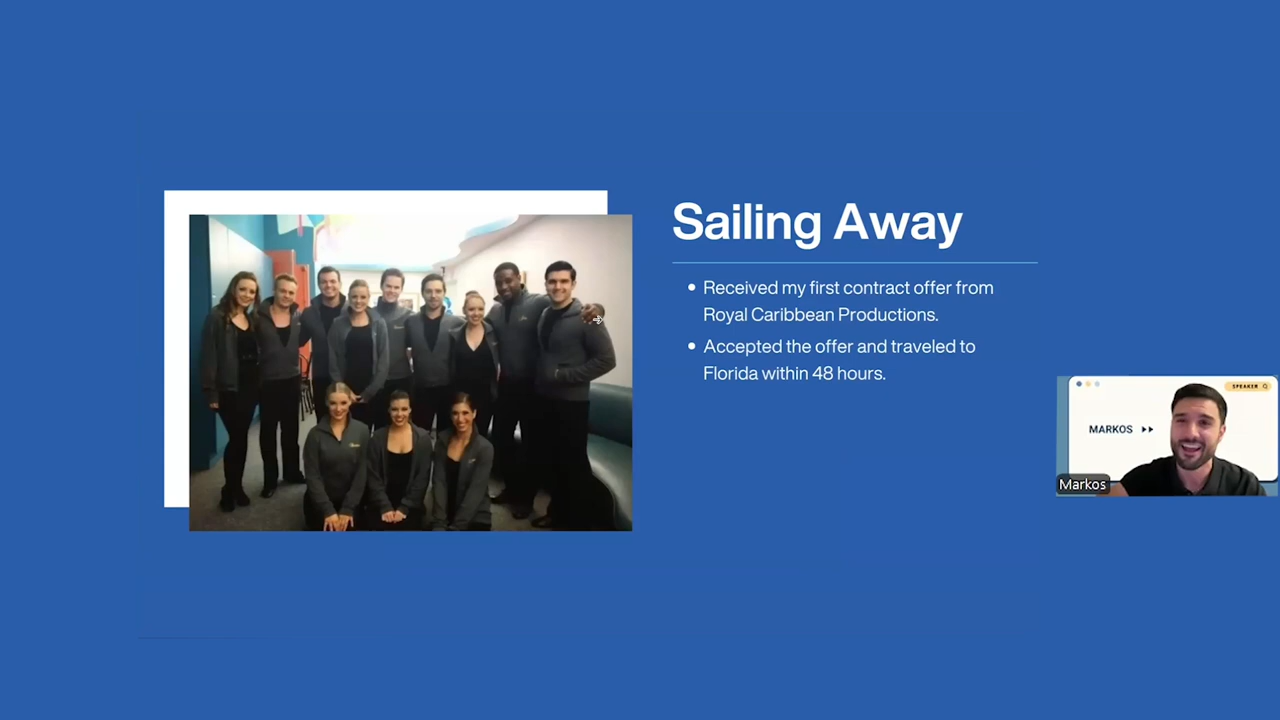 Sailing Away
• Received my first contract offer from
Royal Caribbean Productions.
• Accepted the offer and traveled to
Florida within 48 hours.
SPEAKER
MARKOS
Markos